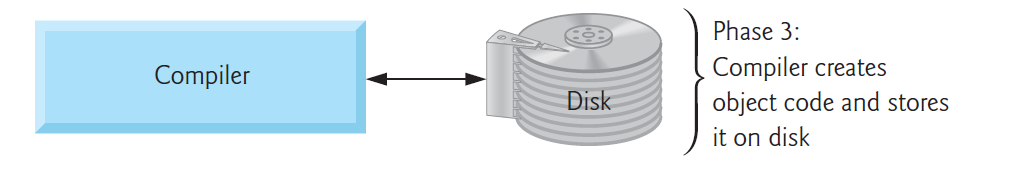 Compiler
Disk
Phase 3:
Compiler creates
object code and stores
it on disk